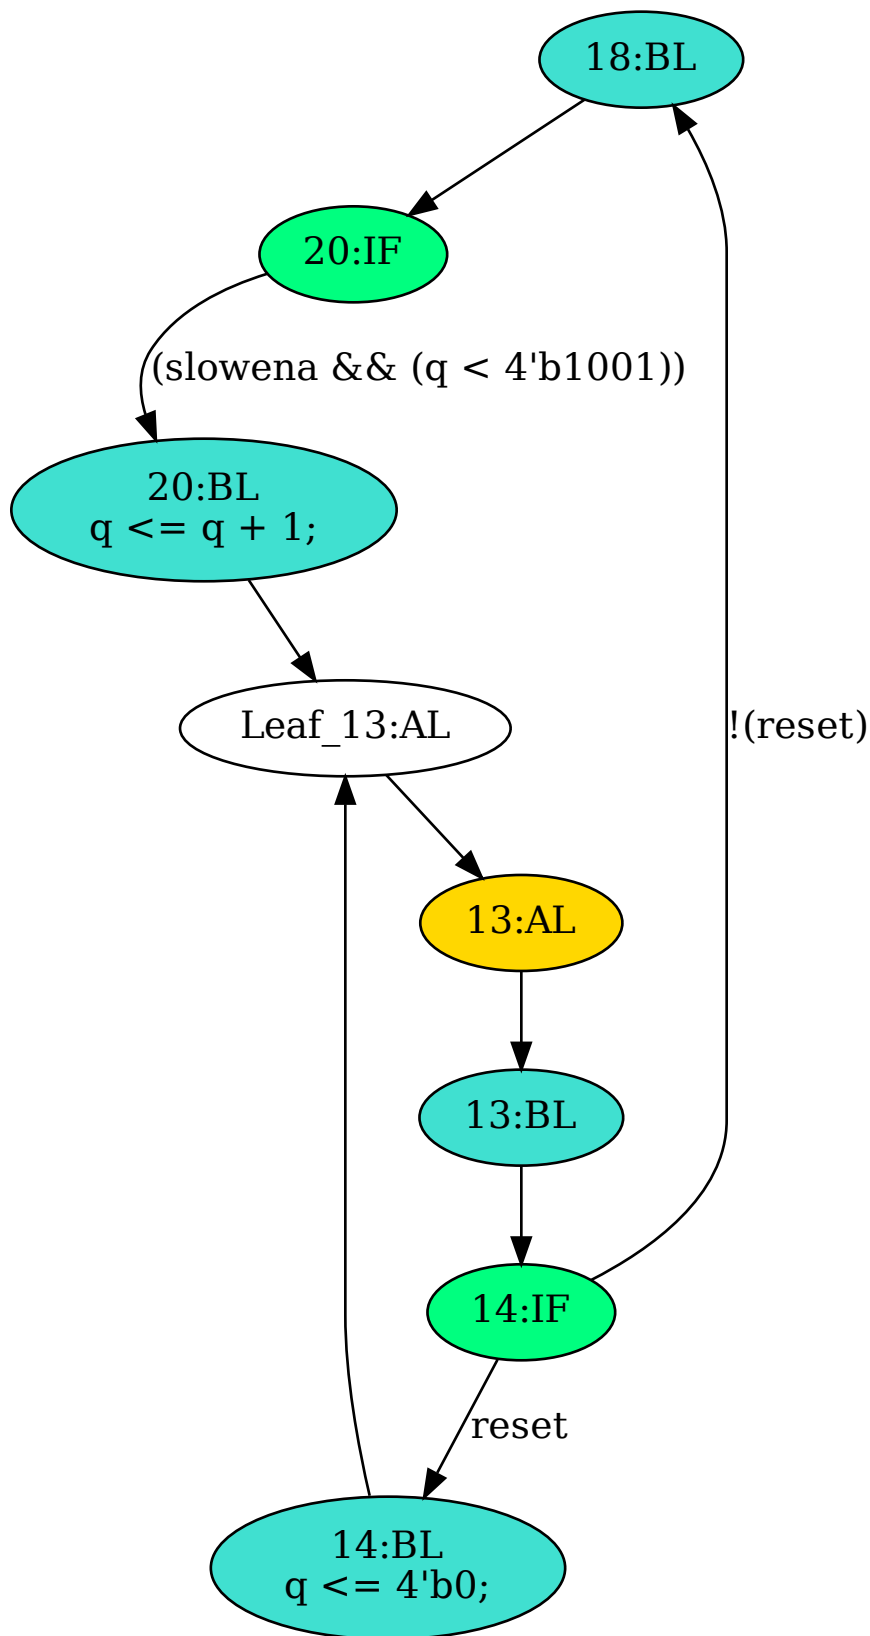 18:BL
20:IF
(slowena && (q < 4'b1001))
20:BL
q <= q + 1;
Leaf_13:AL
!(reset)
13:AL
13:BL
14:IF
reset
14:BL
q <= 4'b0;